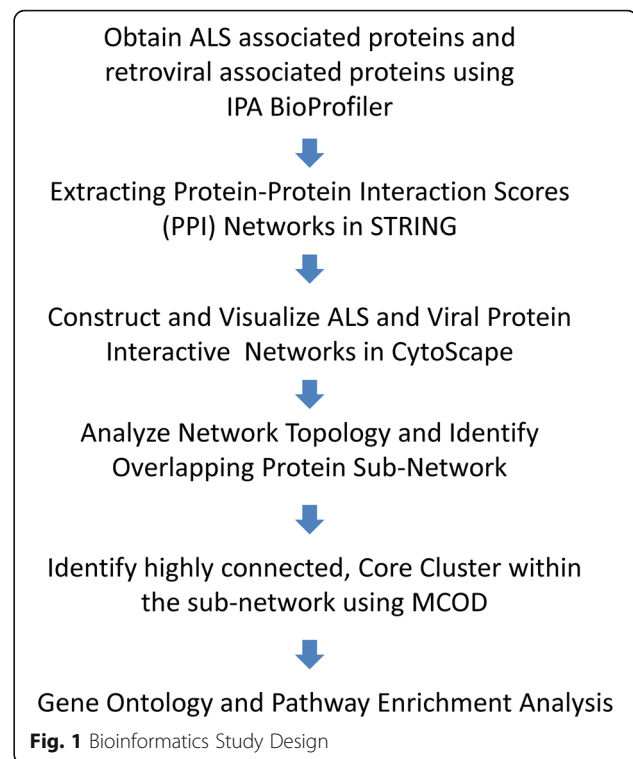 Obtain ALS associated proteins and
retroviral associated proteins using
IPA BioProfiler
Extracting Protein-Protein Interaction Scores
(PPI) Networks in STRING
Construct and Visualize ALS and Viral Protein
Interactive Networks in CytoScape
Analyze Network Topology and Identify
Overlapping Protein Sub-Network
Identify highly connected, Core Cluster within
the sub-network using MCOD
Gene Ontology and Pathway Enrichment Analysis
Fig. 1 Bioinformatics Study Design